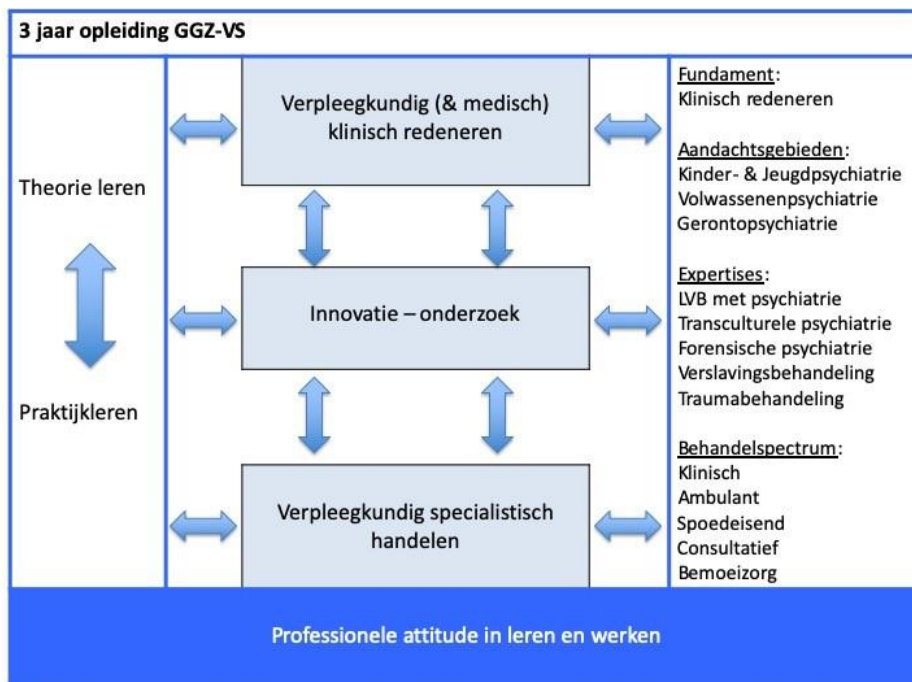 3 jaar opleiding GGZ-VS
Theorie leren
Praktijkleren
Verpleegkundig (& medisch)
klinisch redeneren
Innovatie – onderzoek
Verpleegkundig specialistisch
handelen
Fundament:
Klinisch redeneren
Aandachtsgebieden:
Kinder- & Jeugdpsychiatrie
Volwassenenpsychiatrie
Gerontopsychiatrie
Expertises:
LVB met psychiatrie
Transculturele psychiatrie
Forensische psychiatrie
Verslavingsbehandeling
Traumabehandeling
Behandelspectrum:
Klinisch
Ambulant
Spoedeisend
Consultatief
Bemoeizorg
Professionele attitude in leren en werken